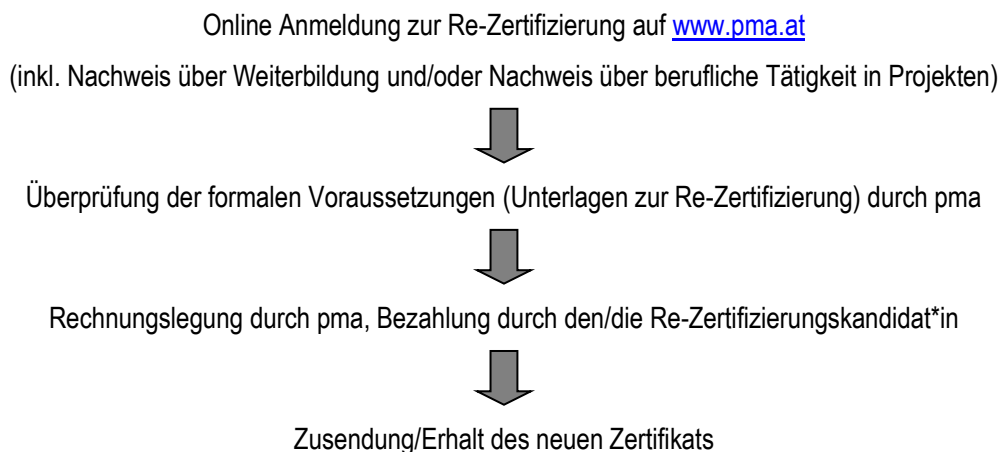 Online Anmeldung zur Re-Zertifizierung auf www.pma.at
(inkl. Nachweis über Weiterbildung und/oder Nachweis über berufliche Tätigkeit in Projekten)
Überprüfung der formalen Voraussetzungen (Unterlagen zur Re-Zertifizierung) durch pma
Rechnungslegung durch pma, Bezahlung durch den/die Re-Zertifizierungskandidat*in
Zusendung/Erhalt des neuen Zertifikats